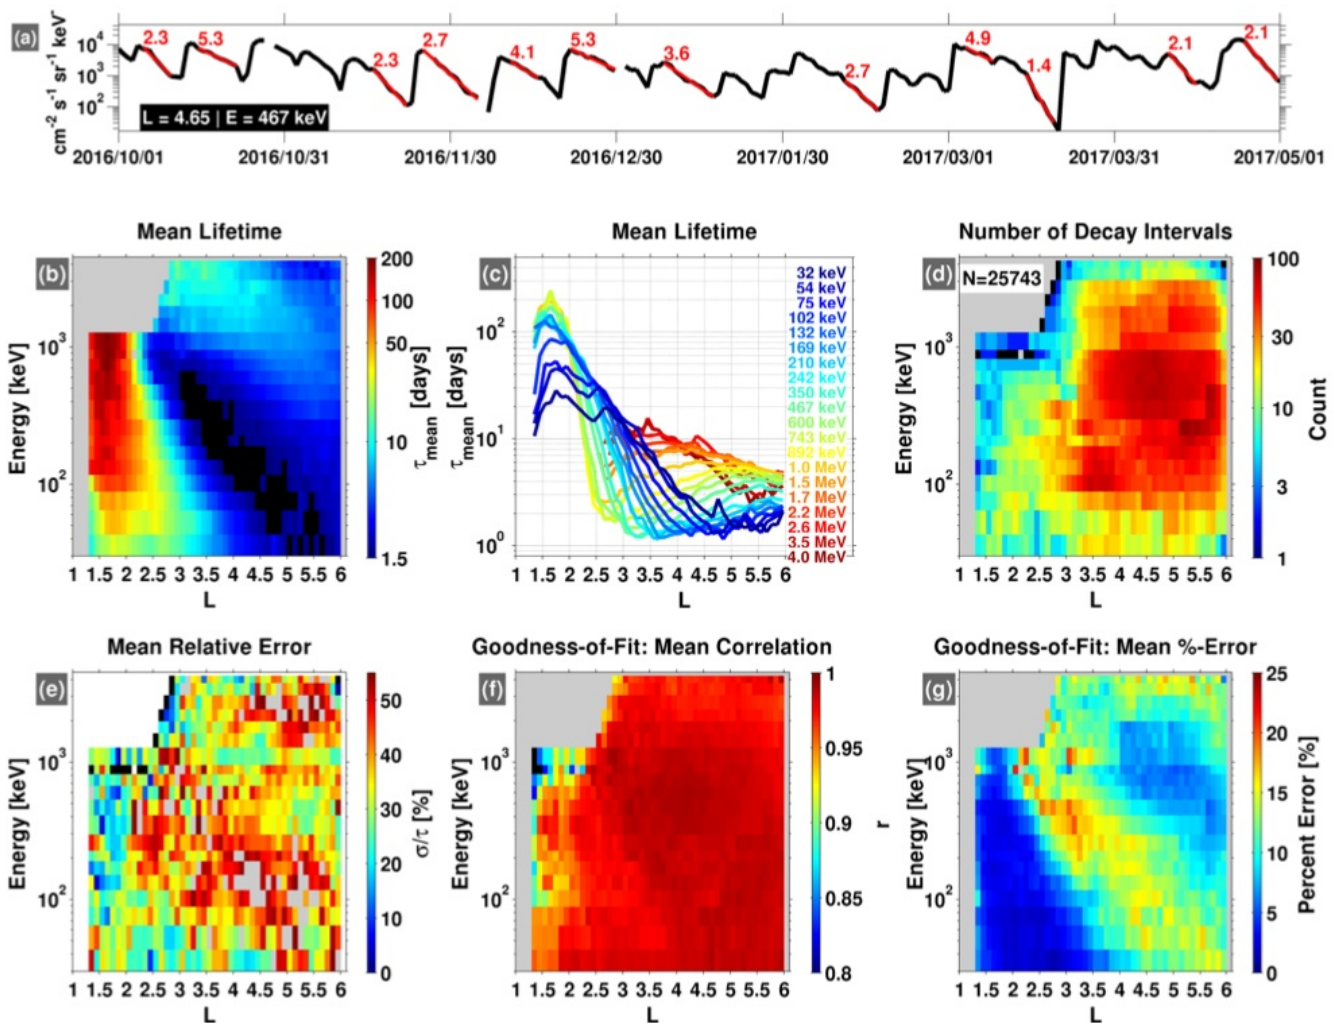 (a)
cm⁻² s⁻¹ sr⁻¹ keV⁻
10⁴
10³
10²
2.3
5.3
2.3
2.7
4.1
5.3
3.6
2.7
4.9
1.4
2.1
2.1
L = 4.65 | E = 467 keV
2016/10/01 2016/10/31 2016/11/30 2016/12/30 2017/01/30 2017/03/01 2017/03/31 2017/05/01
Mean Lifetime
(b)
Energy [keV]
10³
10²
1 1.5 2 2.5 3 3.5 4 4.5 5 5.5 6
L
200
100
50
10
1.5
τmean [days]
Mean Lifetime
(c)
τmean [days]
10²
10¹
10⁰
32 keV
54 keV
75 keV
102 keV
132 keV
169 keV
210 keV
242 keV
350 keV
467 keV
600 keV
743 keV
892 keV
1.0 MeV
1.5 MeV
1.7 MeV
2.2 MeV
2.6 MeV
3.5 MeV
4.0 MeV
1 1.5 2 2.5 3 3.5 4 4.5 5 5.5 6
L
Number of Decay Intervals
(d)
N=25743
Energy [keV]
10³
10²
1 1.5 2 2.5 3 3.5 4 4.5 5 5.5 6
L
100
30
10
3
1
Count
Mean Relative Error
(e)
Energy [keV]
10³
10²
1 1.5 2 2.5 3 3.5 4 4.5 5 5.5 6
L
50
40
30
20
10
0
σ/τ [%]
Goodness-of-Fit: Mean Correlation
(f)
Energy [keV]
10³
10²
1 1.5 2 2.5 3 3.5 4 4.5 5 5.5 6
L
1
0.95
0.9
0.85
0.8
r
Goodness-of-Fit: Mean %-Error
(g)
Energy [keV]
10³
10²
1 1.5 2 2.5 3 3.5 4 4.5 5 5.5 6
L
25
20
15
10
5
0
Percent Error [%]